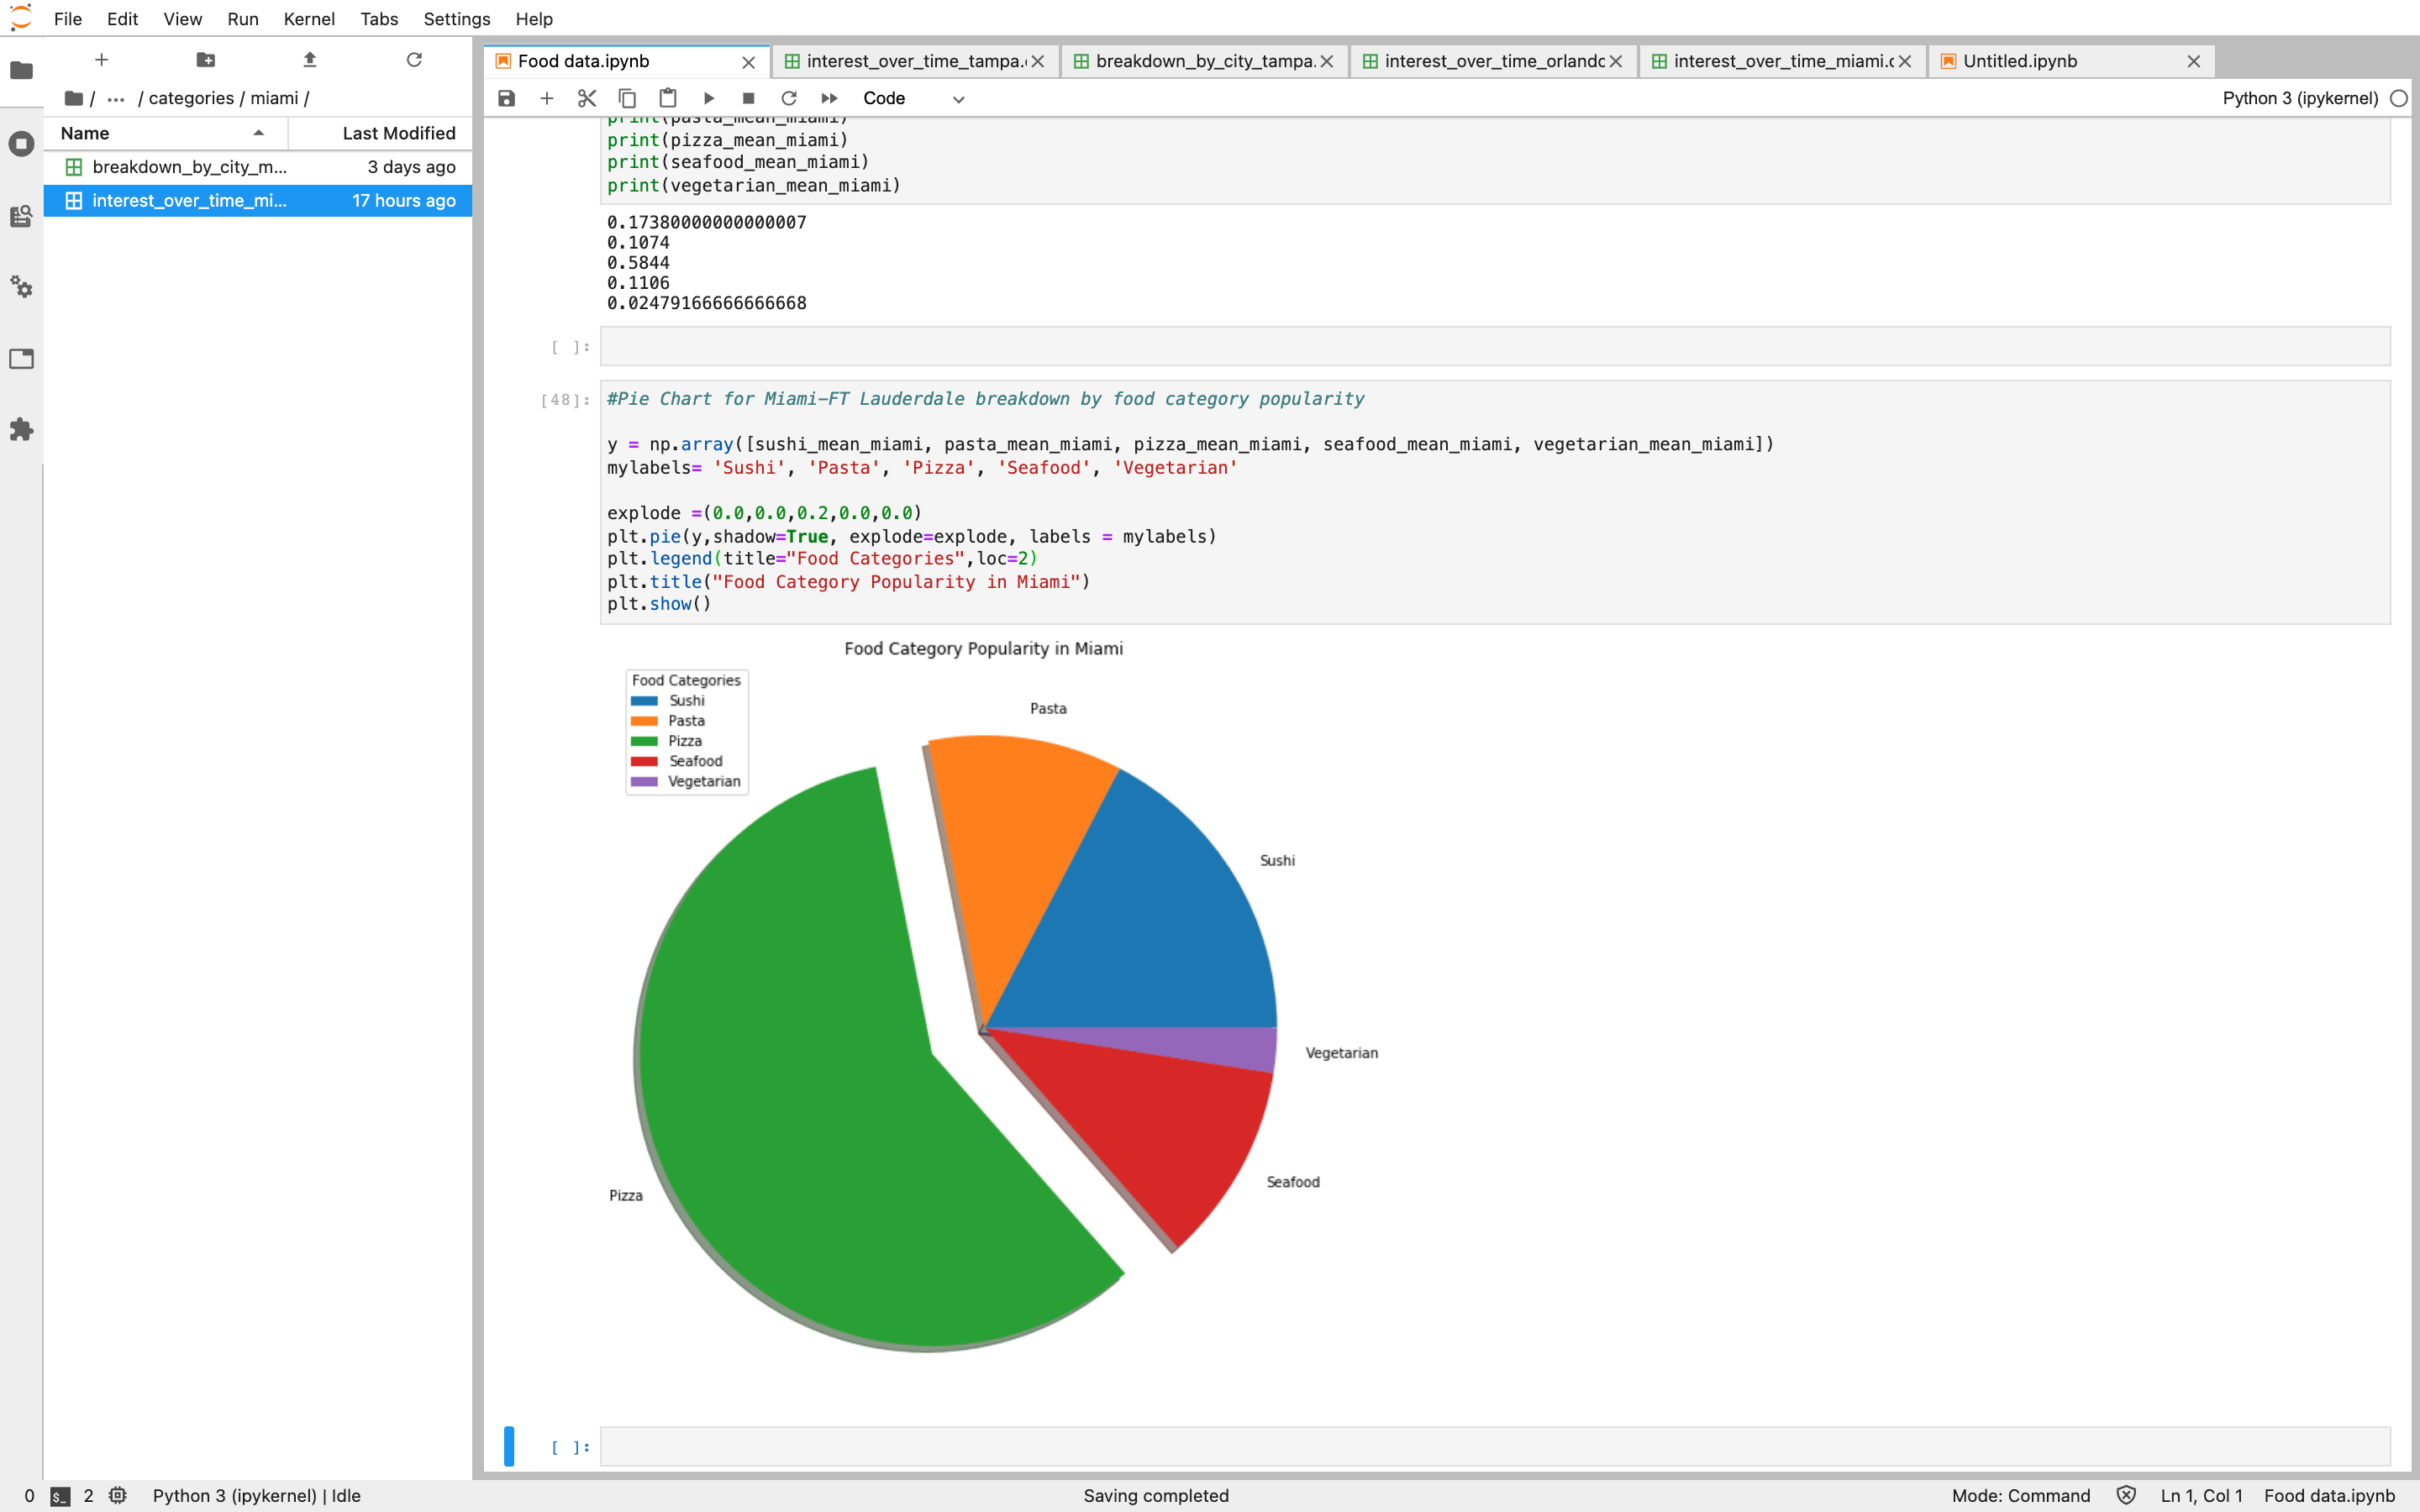 File Edit View Run Kernel Tabs Settings Help
/ ... / categories / miami /
Name Last Modified
breakdown_by_city_m... 3 days ago
interest_over_time_mi... 17 hours ago
Food data.ipynb interest_over_time_tampa. breakdown_by_city_tampa. interest_over_time_orlando interest_over_time_miami.c Untitled.ipynb
Code Python 3 (ipykernel)
print(pasta_mean_miami)
print(pizza_mean_miami)
print(seafood_mean_miami)
print(vegetarian_mean_miami)
0.17380000000000007
0.1074
0.5844
0.1106
0.02479166666666668
[ ]:
[48]: #Pie Chart for Miami-FT Lauderdale breakdown by food category popularity
y = np.array([sushi_mean_miami, pasta_mean_miami, pizza_mean_miami, seafood_mean_miami, vegetarian_mean_miami])
mylabels= 'Sushi', 'Pasta', 'Pizza', 'Seafood', 'Vegetarian'
explode =(0.0,0.0,0.2,0.0,0.0)
plt.pie(y,shadow=True, explode=explode, labels = mylabels)
plt.legend(title="Food Categories",loc=2)
plt.title("Food Category Popularity in Miami")
plt.show()
Food Category Popularity in Miami
Food Categories
Sushi
Pasta
Pizza
Seafood
Vegetarian
Pasta
Sushi
Vegetarian
Seafood
Pizza
[ ]:
0 $_ 2 Python 3 (ipykernel) | Idle Saving completed Mode: Command Ln 1, Col 1 Food data.ipynb